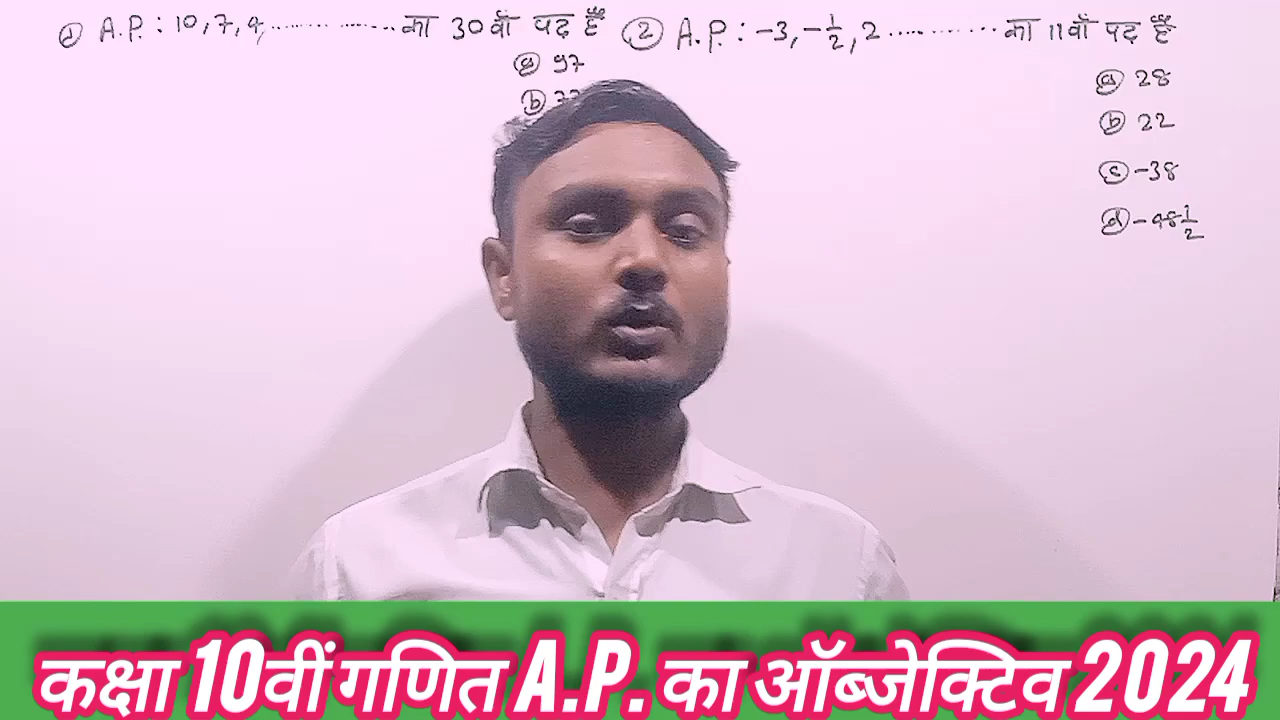 ① A.P. : 10, 7, 4, ............... का 30वाँ पद है
ⓐ 97
ⓑ 77
② A.P. : -3, -1/2, 2 ............ का 11वाँ पद है
ⓐ 28
ⓑ 22
ⓒ -38
ⓓ -48 1/2
कक्षा 10वीं गणित A.P. का ऑब्जेक्टिव 2024